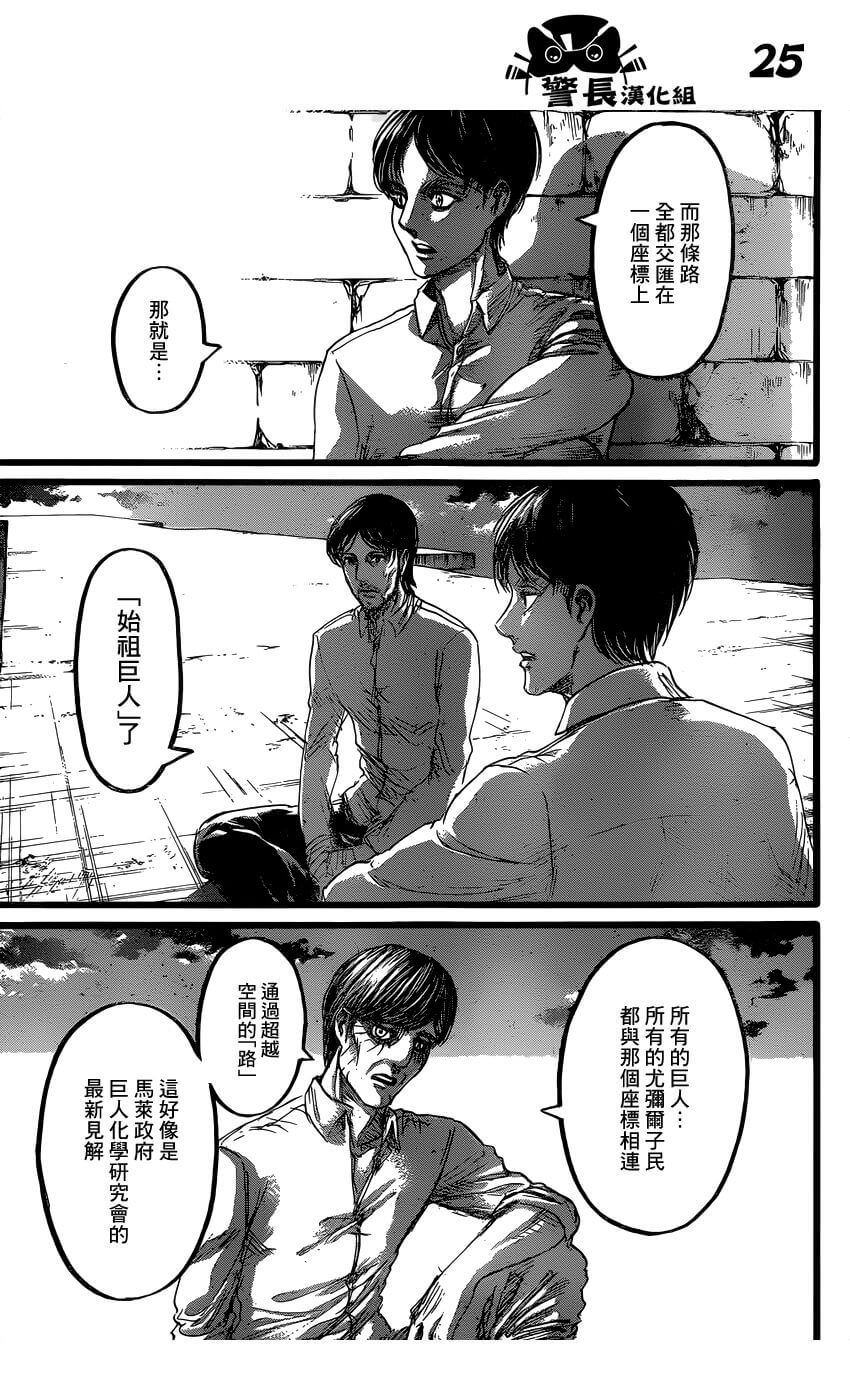 警長漢化組
25
而那條路
全都交匯在
一個座標上
那就是…
「始祖巨人」了
所有的巨人…
所有的尤彌爾子民
都與那個座標相連
通過超越
空間的「路」
這好像是
馬萊政府
巨人化學研究會的
最新見解